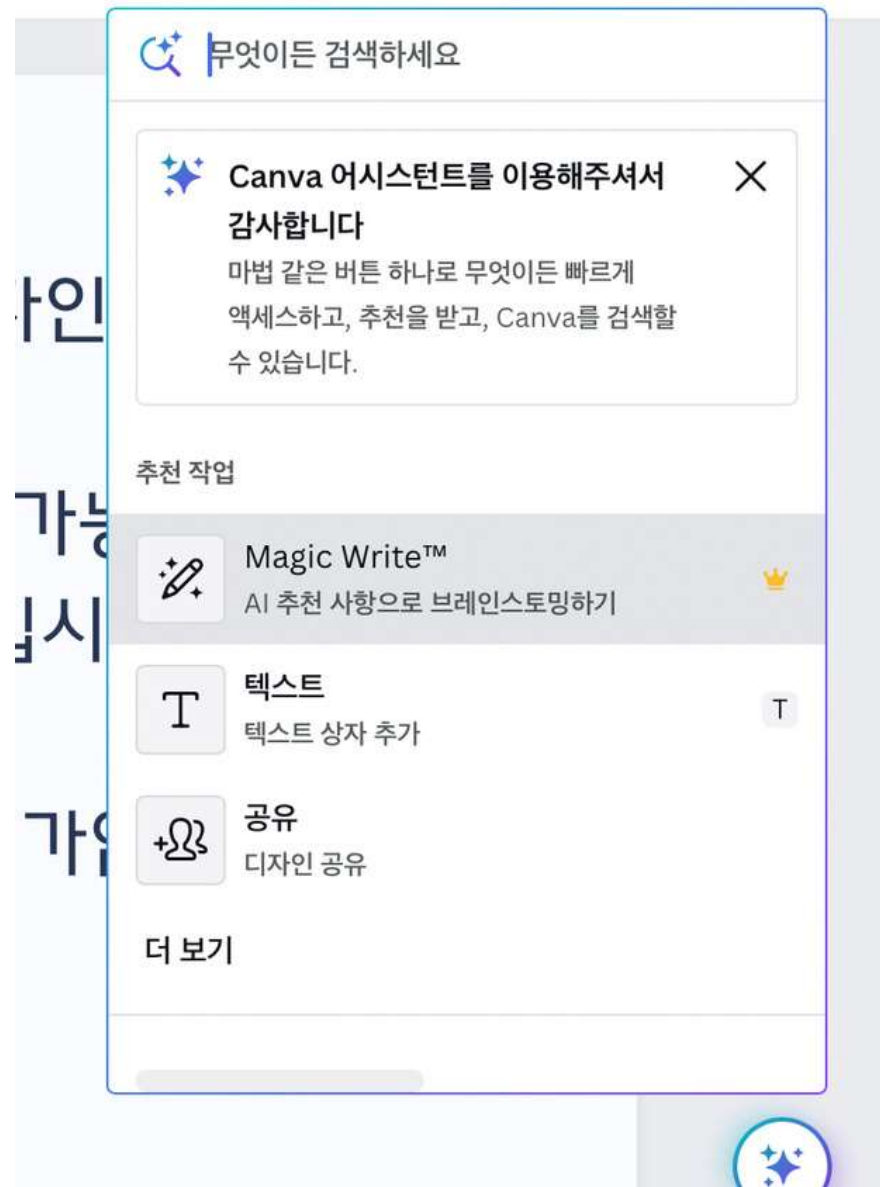 무엇이든 검색하세요
Canva 어시스턴트를 이용해주셔서
감사합니다
마법 같은 버튼 하나로 무엇이든 빠르게
액세스하고, 추천을 받고, Canva를 검색할
수 있습니다.
추천 작업
Magic Write™
AI 추천 사항으로 브레인스토밍하기
텍스트
텍스트 상자 추가
T
공유
디자인 공유
더 보기